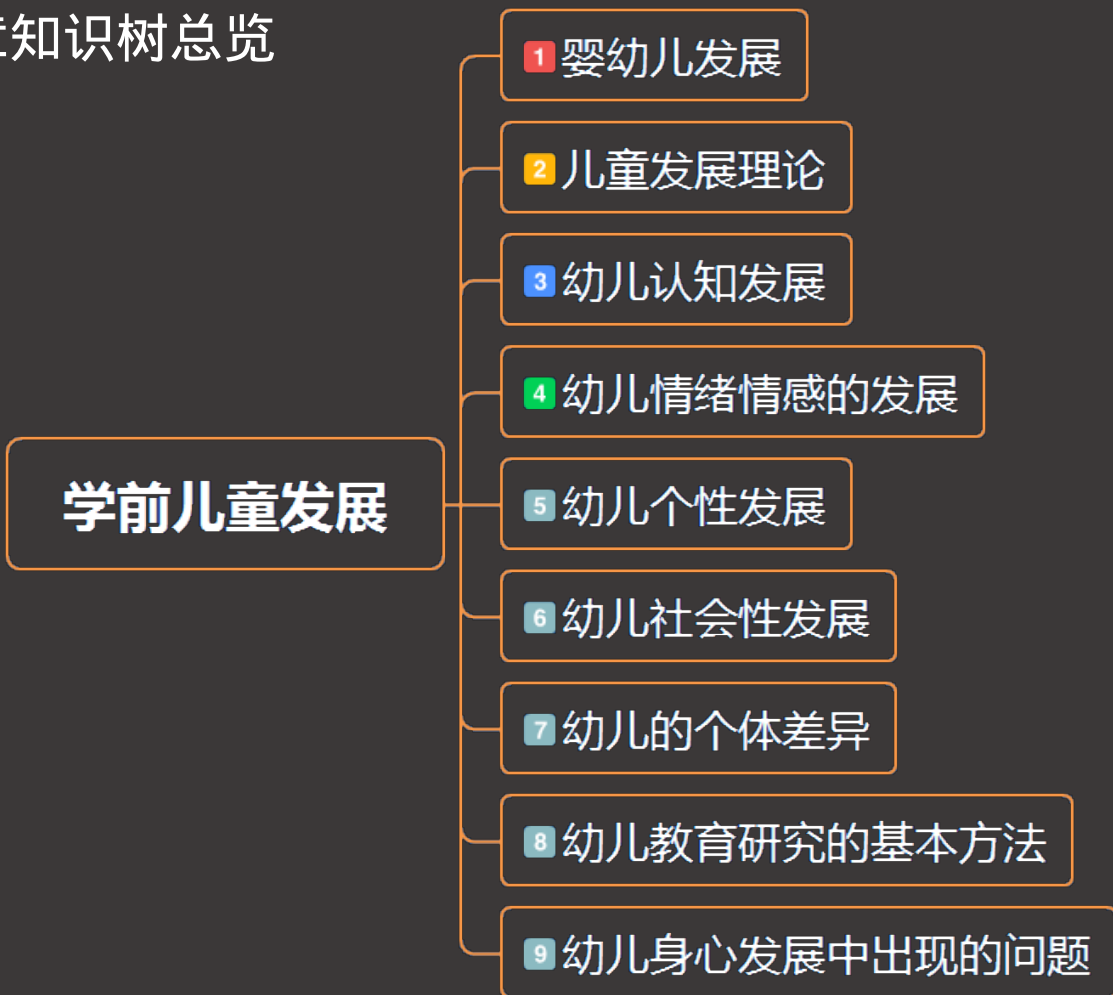 知识树总览
1 婴幼儿发展
2 儿童发展理论
3 幼儿认知发展
4 幼儿情绪情感的发展
学前儿童发展
5 幼儿个性发展
6 幼儿社会性发展
7 幼儿的个体差异
8 幼儿教育研究的基本方法
9 幼儿身心发展中出现的问题